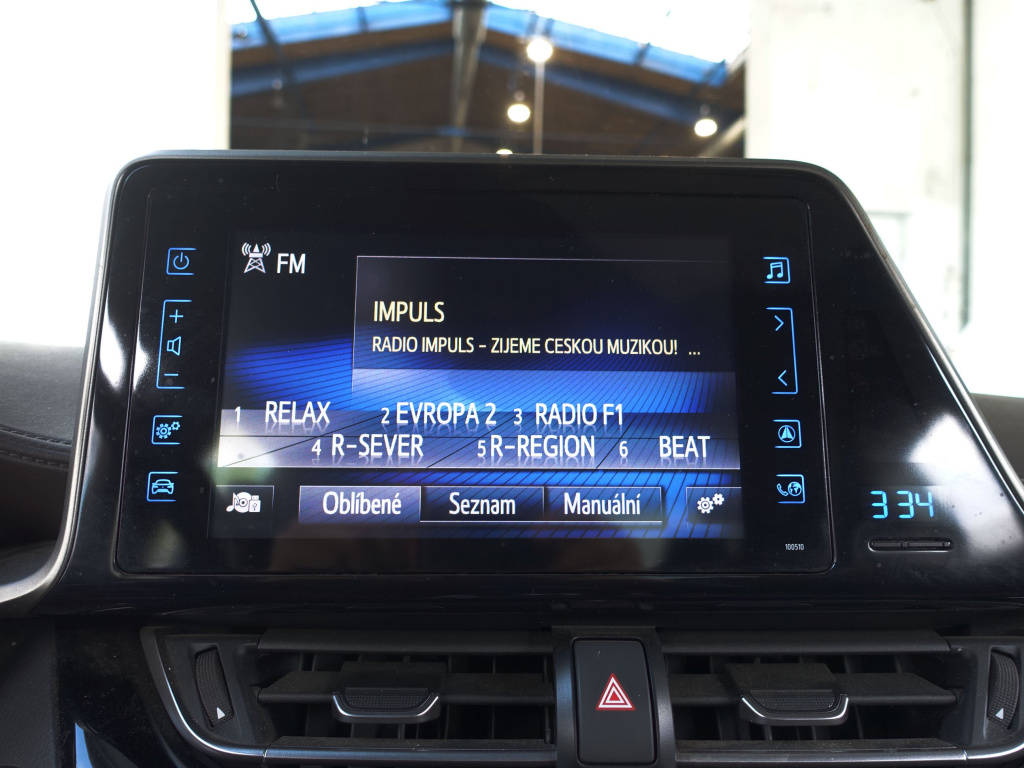 FM
IMPULS
RADIO IMPULS - ZIJEME CESKOU MUZIKOU! ...
1 RELAX 2 EVROPA 2 3 RADIO F1
4 R-SEVER 5 R-REGION 6 BEAT
Oblíbené Seznam Manuální
3 34
100510